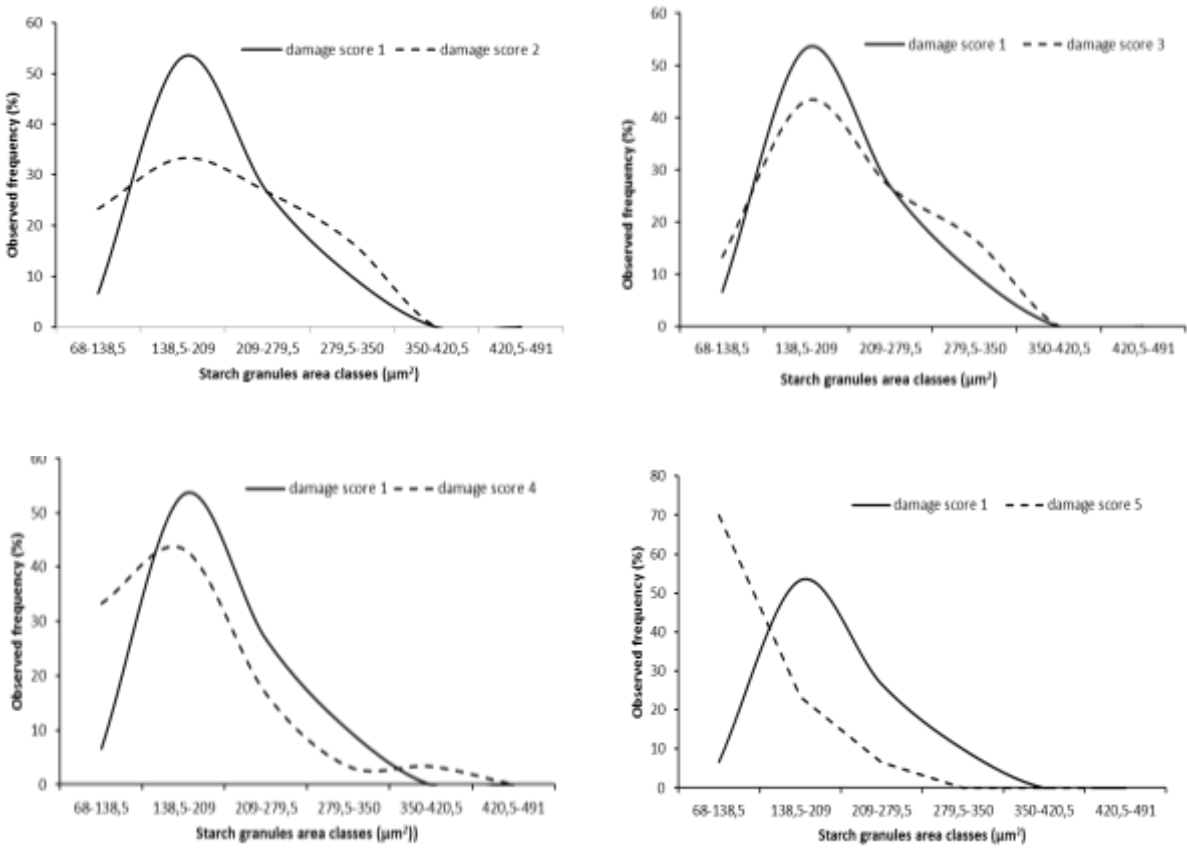 60
damage score 1 damage score 2
50
40
30
20
10
0
Observed frequency (%)
68-138,5 138,5-209 209-279,5 279,5-350 350-420,5 420,5-491
Starch granules area classes (µm²)
60
damage score 1 damage score 3
50
40
30
20
10
0
Observed frequency (%)
68-138,5 138,5-209 209-279,5 279,5-350 350-420,5 420,5-491
Starch granules area classes (µm²)
60
damage score 1 damage score 4
50
40
30
20
10
0
Observed frequency (%)
68-138,5 138,5-209 209-279,5 279,5-350 350-420,5 420,5-491
Starch granules area classes (µm²))
80
damage score 1 damage score 5
70
60
50
40
30
20
10
0
Observed frequency (%)
68-138,5 138,5-209 209-279,5 279,5-350 350-420,5 420,5-491
Starch granules area classes (µm²)